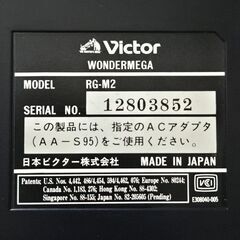 Victor
WONDERMEGA
MODEL RG-M2
SERIAL NO. 12803852
この製品には、指定のACアダプタ
(AA-S95)をご使用ください。
日本ビクター株式会社 MADE IN JAPAN
Patents; U.S. Nos. 4,442, 486/4,454, 594/4,462, 076; Europe No. 80244;
Canada No. 1,183, 276; Hong Kong No. 88-4302;
Singapore No. 88-155; Japan No. 82-205605 (Pending)
VCI
E308040-005